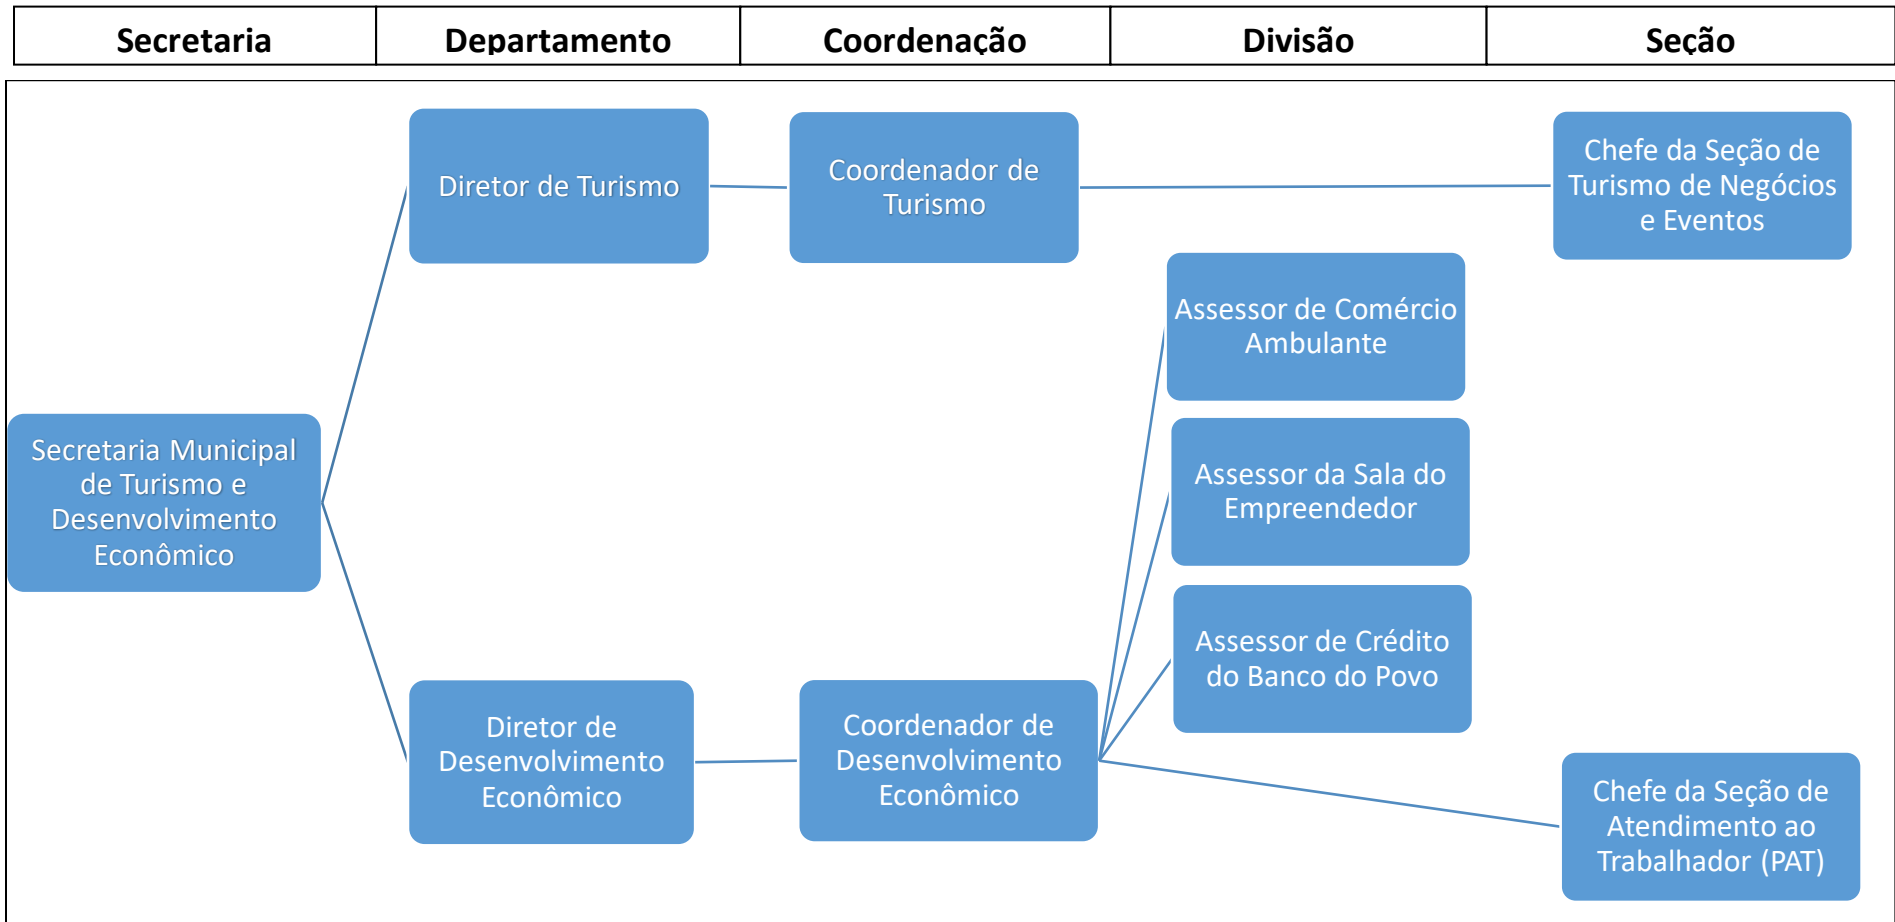 Secretaria
Departamento
Coordenação
Divisão
Seção
Diretor de Turismo
Coordenador de
Turismo
Chefe da Seção de
Turismo de Negócios
e Eventos
Assessor de Comércio
Ambulante
Secretaria Municipal
de Turismo e
Desenvolvimento
Econômico
Assessor da Sala do
Empreendedor
Assessor de Crédito
do Banco do Povo
Diretor de
Desenvolvimento
Econômico
Coordenador de
Desenvolvimento
Econômico
Chefe da Seção de
Atendimento ao
Trabalhador (PAT)